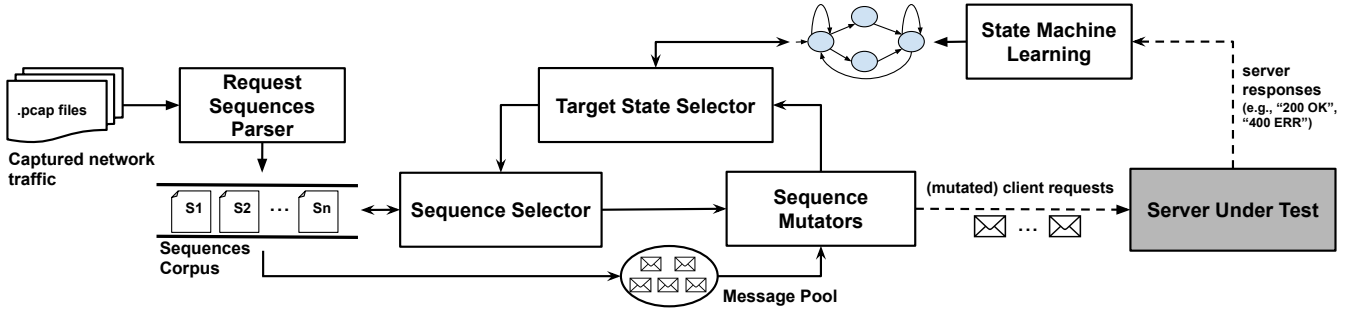 State Machine
Learning
server
responses
(e.g., “200 OK”,
“400 ERR”)
.pcap files
Request
Sequences
Parser
Target State Selector
Captured network
traffic
S1 S2 ... Sn
Sequence Selector
Sequence
Mutators
(mutated) client requests
...
Server Under Test
Sequences
Corpus
Message Pool